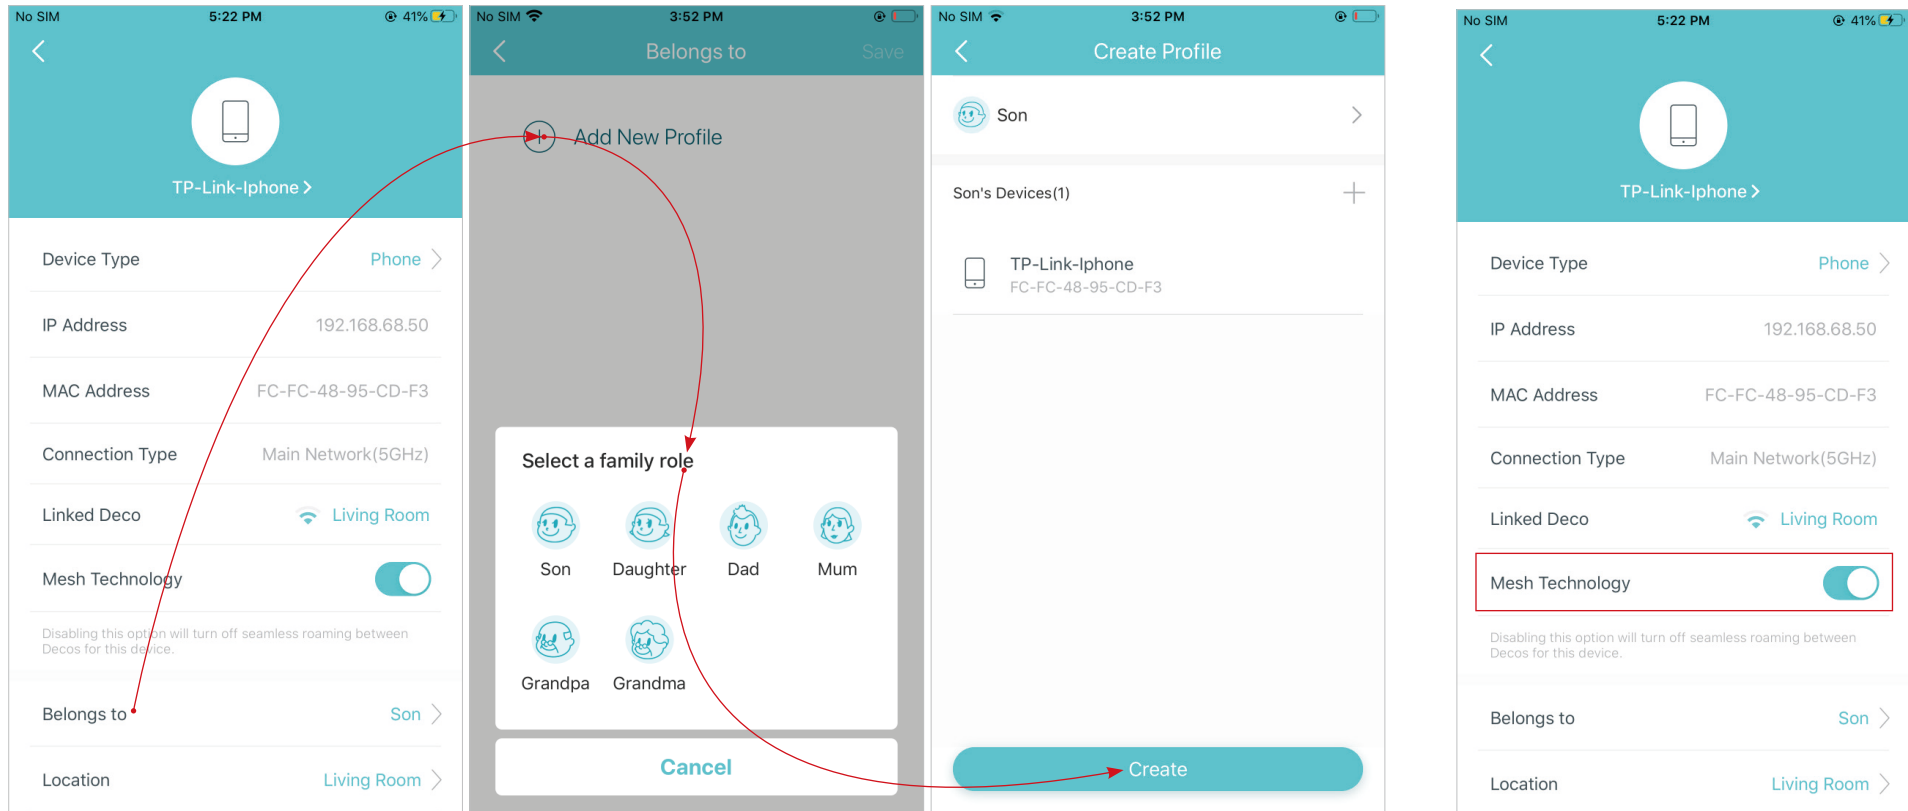 No SIM 5:22 PM 41%
TP-Link-Iphone
Device Type Phone
IP Address 192.168.68.50
MAC Address FC-FC-48-95-CD-F3
Connection Type Main Network(5GHz)
Linked Deco Living Room
Mesh Technology
Disabling this option will turn off seamless roaming between
Decos for this device.
Belongs to Son
Location Living Room
No SIM 3:52 PM
Belongs to Save
Add New Profile
Select a family role
Son Daughter Dad Mum
Grandpa Grandma
Cancel
No SIM 3:52 PM
Create Profile
Son
Son's Devices(1)
TP-Link-Iphone
FC-FC-48-95-CD-F3
Create
No SIM 5:22 PM 41%
TP-Link-Iphone
Device Type Phone
IP Address 192.168.68.50
MAC Address FC-FC-48-95-CD-F3
Connection Type Main Network(5GHz)
Linked Deco Living Room
Mesh Technology
Disabling this option will turn off seamless roaming between
Decos for this device.
Belongs to Son
Location Living Room